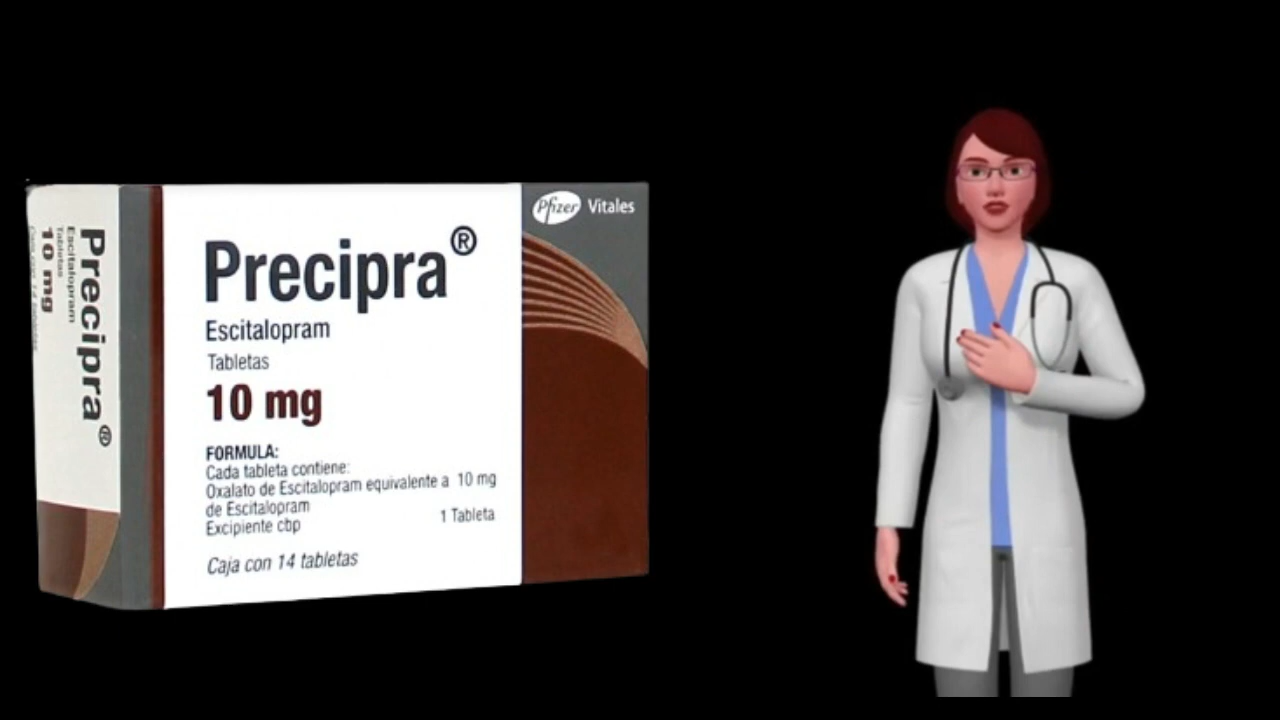 Precipra®
Escitalopram
Tabletas
10 mg
Precipra®
Escitalopram
Tabletas
10 mg
FORMULA:
Cada tableta contiene:
Oxalato de Escitalopram equivalente a 10 mg
de Escitalopram
Excipiente cbp 1 Tableta
Caja con 14 tabletas
Pfizer Vitales